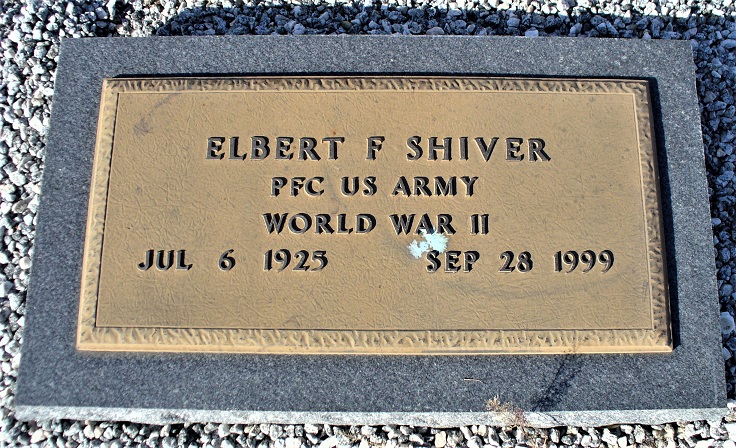 ELBERT F SHIVER
PFC US ARMY
WORLD WAR II
JUL 6 1925 SEP 28 1999